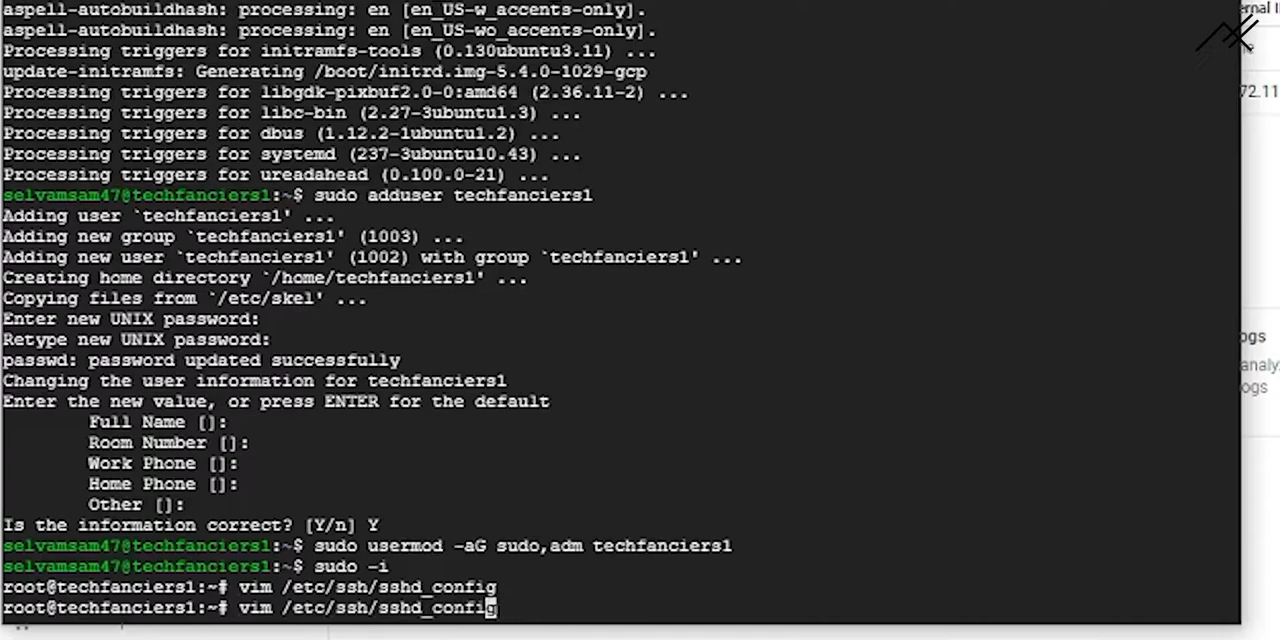 aspell-autobuildhash: processing: en [en_US-w_accents-only].
aspell-autobuildhash: processing: en [en_US-wo_accents-only].
Processing triggers for initramfs-tools (0.130ubuntu3.11) ...
update-initramfs: Generating /boot/initrd.img-5.4.0-1029-gcp
Processing triggers for libgdk-pixbuf2.0-0:amd64 (2.36.11-2) ...
Processing triggers for libc-bin (2.27-3ubuntu1.3) ...
Processing triggers for dbus (1.12.2-1ubuntu1.2) ...
Processing triggers for systemd (237-3ubuntu10.43) ...
Processing triggers for ureadahead (0.100.0-21) ...
selvamsam47@techfanciers1:~$ sudo adduser techfanciers1
Adding user `techfanciers1' ...
Adding new group `techfanciers1' (1003) ...
Adding new user `techfanciers1' (1002) with group `techfanciers1' ...
Creating home directory `/home/techfanciers1' ...
Copying files from `/etc/skel' ...
Enter new UNIX password:
Retype new UNIX password:
passwd: password updated successfully
Changing the user information for techfanciers1
Enter the new value, or press ENTER for the default
Full Name []:
Room Number []:
Work Phone []:
Home Phone []:
Other []:
Is the information correct? [Y/n] Y
selvamsam47@techfanciers1:~$ sudo usermod -aG sudo,adm techfanciers1
selvamsam47@techfanciers1:~$ sudo -i
root@techfanciers1:~# vim /etc/ssh/sshd_config
root@techfanciers1:~# vim /etc/ssh/sshd_config
ernal I
72.11
ogs
analy
ogs